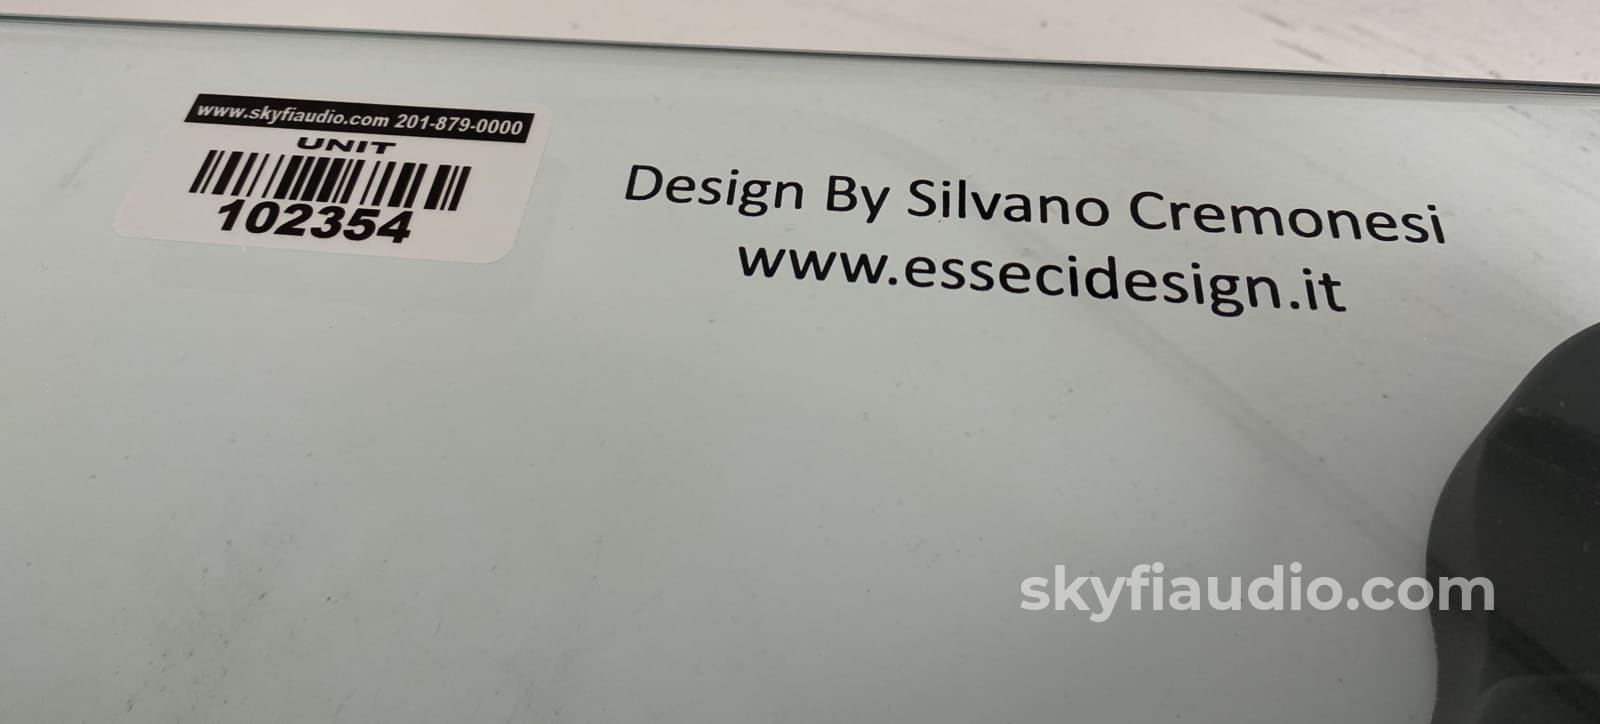 www.skyfiaudio.com 201-879-0000
UNIT
102354
Design By Silvano Cremonesi
www.essecidesign.it
skyfiaudio.com